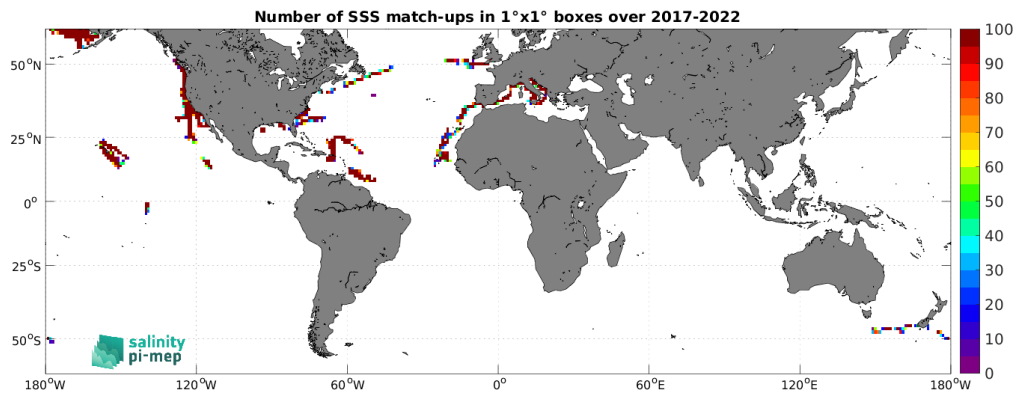 Number of SSS match-ups in 1°x1° boxes over 2017-2022
50°N
25°N
0°
25°S
50°S
180°W
120°W
60°W
0°
60°E
120°E
180°W
100
90
80
70
60
50
40
30
20
10
0
salinity
pi-mep